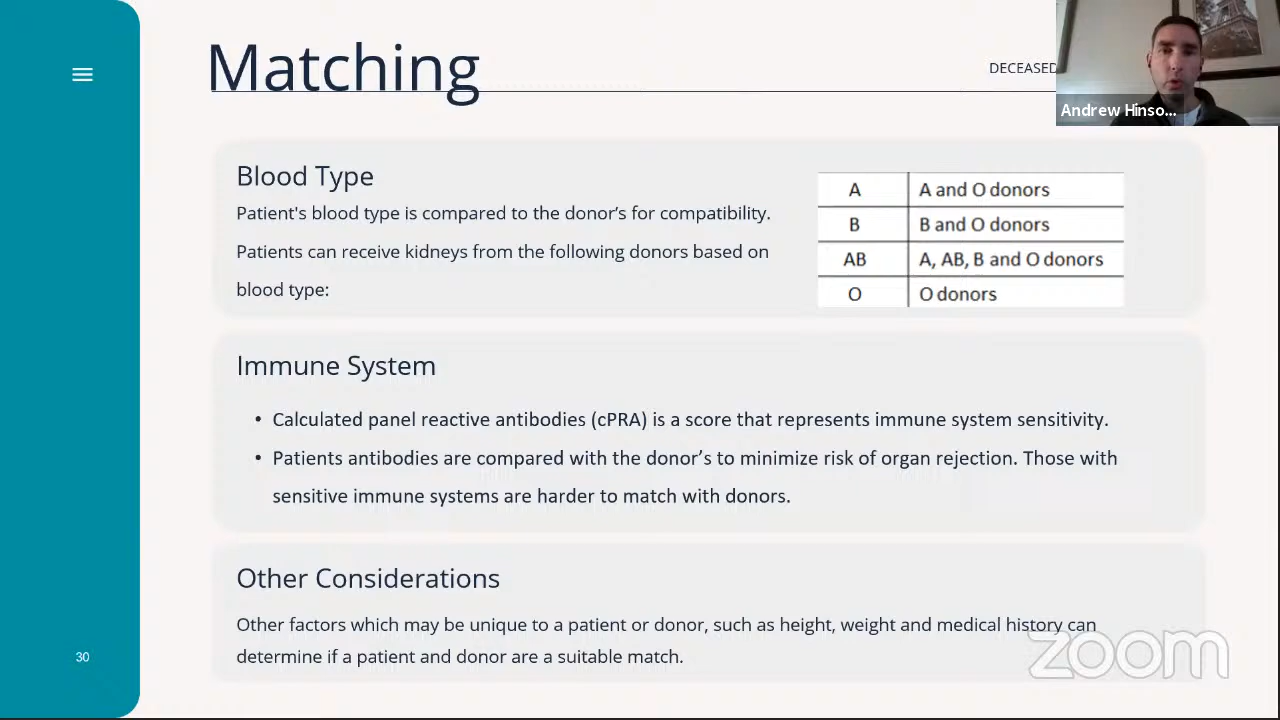 Matching
DECEASED
Andrew Hinso...
Blood Type
Patient's blood type is compared to the donor’s for compatibility.
Patients can receive kidneys from the following donors based on
blood type:
A A and O donors
B B and O donors
AB A, AB, B and O donors
O O donors
Immune System
• Calculated panel reactive antibodies (cPRA) is a score that represents immune system sensitivity.
• Patients antibodies are compared with the donor’s to minimize risk of organ rejection. Those with
sensitive immune systems are harder to match with donors.
Other Considerations
Other factors which may be unique to a patient or donor, such as height, weight and medical history can
determine if a patient and donor are a suitable match.
30
zoom